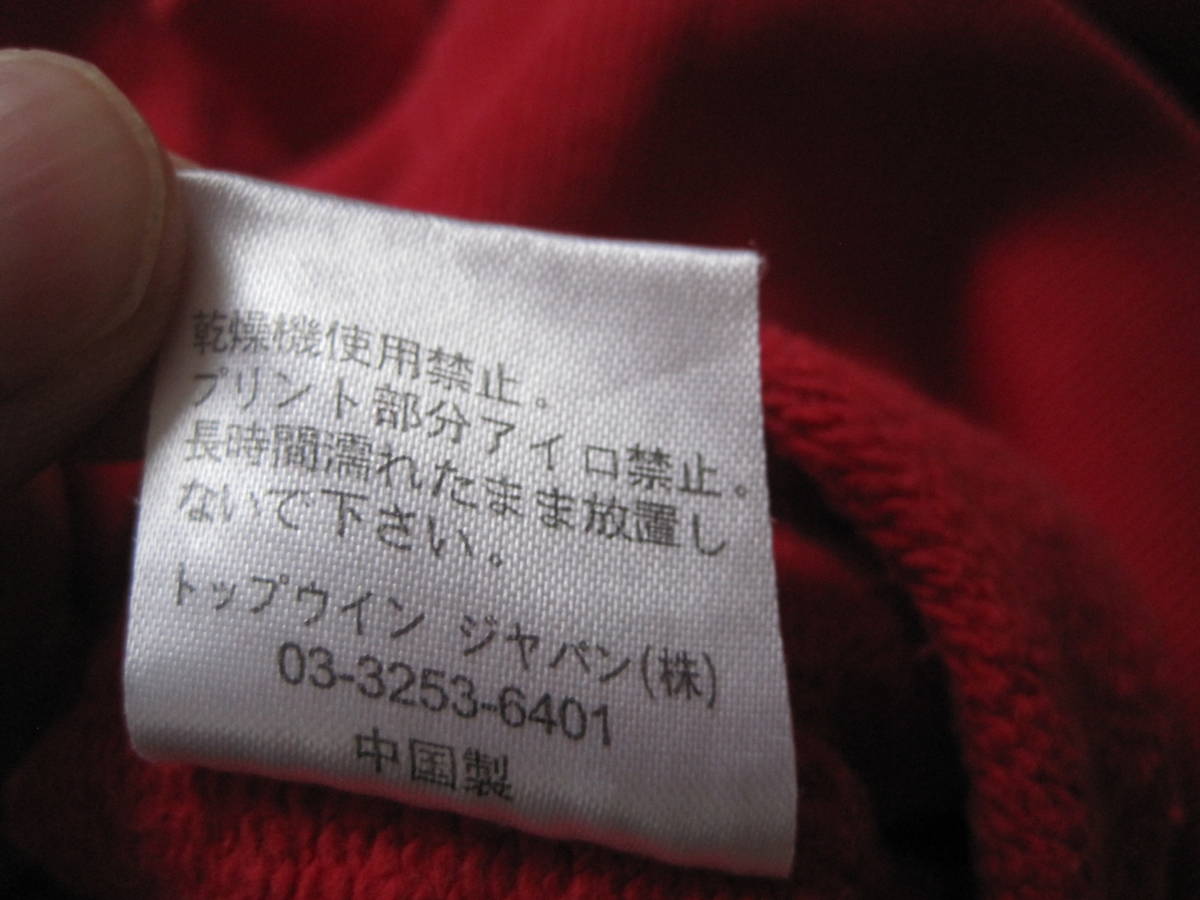 乾燥機使用禁止。
プリント部分アイロ禁止。
長時間濡れたまま放置し
ないで下さい。
トップウイン ジャパン(株)
03-3253-6401
中国製